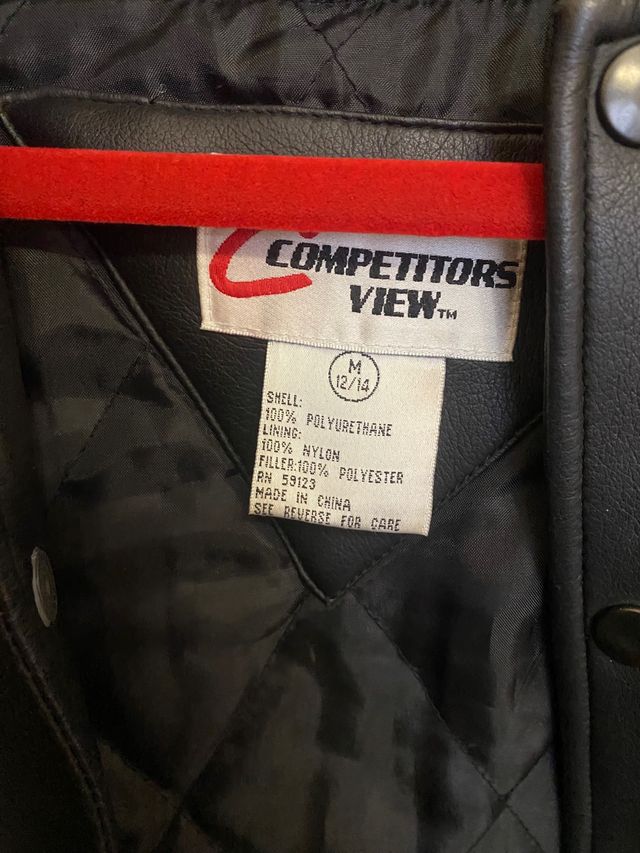 COMPETITORS
VIEW™
M
12/14
SHELL:
100% POLYURETHANE
LINING:
100% NYLON
FILLER:100% POLYESTER
RN 59123
MADE IN CHINA
SEE REVERSE FOR CARE